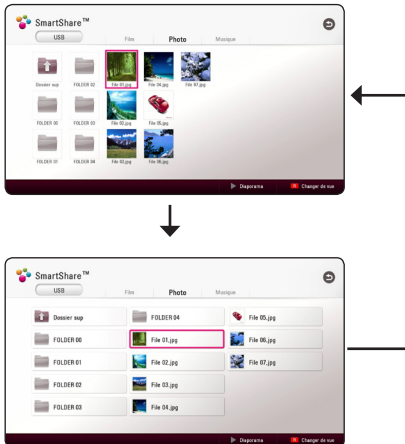 SmartShare™
USB Film Photo Musique
Dossier sup FOLDER 02 File 01.jpg File 04.jpg File 07.jpg
FOLDER 00 FOLDER 03 File 02.jpg File 05.jpg
FOLDER 01 FOLDER 04 File 03.jpg File 06.jpg
Diaporama Changer de vue
SmartShare™
USB Film Photo Musique
Dossier sup FOLDER 04 File 05.jpg
FOLDER 00 File 01.jpg File 06.jpg
FOLDER 01 File 02.jpg File 07.jpg
FOLDER 02 File 03.jpg
FOLDER 03 File 04.jpg
Diaporama Changer de vue